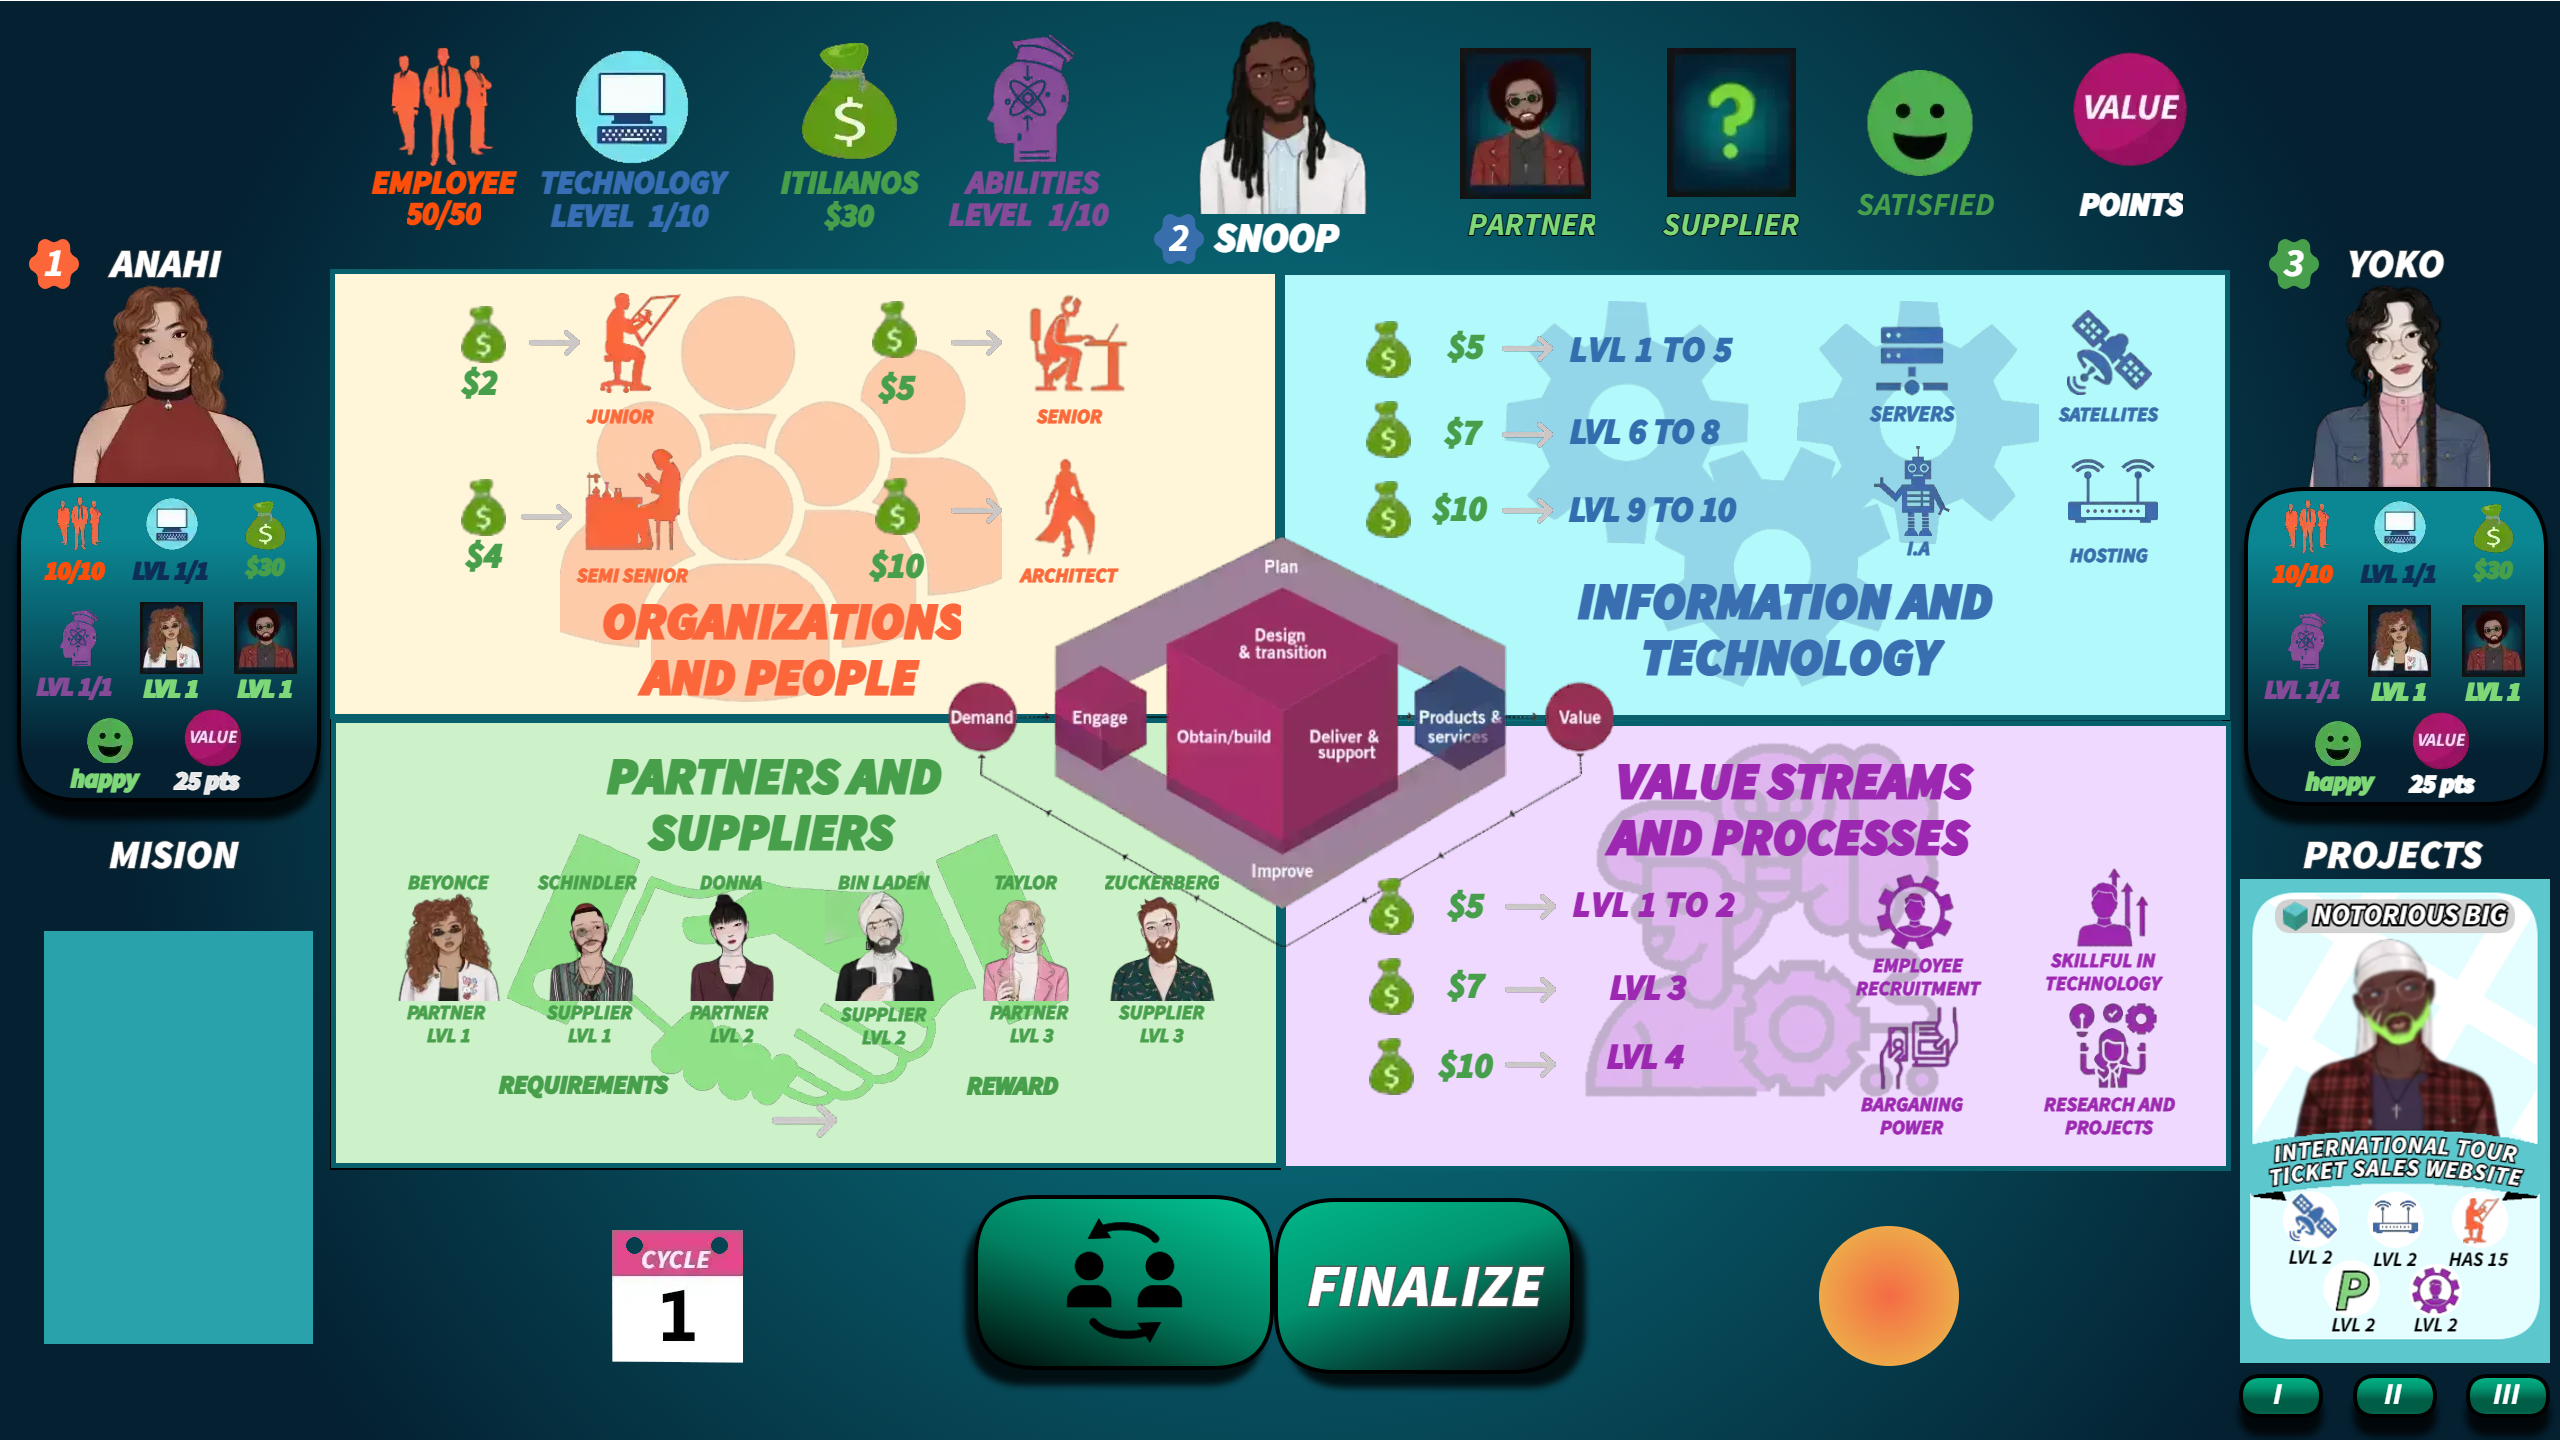 EMPLOYEE
50/50
TECHNOLOGY
LEVEL 1/10
$
ITILIANOS
$30
ABILITIES
LEVEL 1/10
2 SNOOP
PARTNER
?
SUPPLIER
SATISFIED
VALUE
POINTS
1 ANAHI
10/10
LVL 1/1
$
$30
LVL 1/1
LVL 1
LVL 1
happy
VALUE
25 pts
MISION
3 YOKO
10/10
LVL 1/1
$
$30
LVL 1/1
LVL 1
LVL 1
happy
VALUE
25 pts
PROJECTS
NOTORIOUS BIG
INTERNATIONAL TOUR
TICKET SALES WEBSITE
LVL 2
LVL 2
HAS 15
P
LVL 2
LVL 2
I
II
III
$
$2
JUNIOR
$
$5
SENIOR
$
$4
SEMI SENIOR
$
$10
ARCHITECT
ORGANIZATIONS
AND PEOPLE
$ $5 LVL 1 TO 5
$ $7 LVL 6 TO 8
$ $10 LVL 9 TO 10
SERVERS
SATELLITES
I.A
HOSTING
INFORMATION AND
TECHNOLOGY
Plan
Design
& transition
Demand
Engage
Obtain/build
Deliver &
support
Products &
services
Value
Improve
PARTNERS AND
SUPPLIERS
BEYONCE
PARTNER
LVL 1
SCHINDLER
SUPPLIER
LVL 1
DONNA
PARTNER
LVL 2
BIN LADEN
SUPPLIER
LVL 2
TAYLOR
PARTNER
LVL 3
ZUCKERBERG
SUPPLIER
LVL 3
REQUIREMENTS
REWARD
VALUE STREAMS
AND PROCESSES
$ $5 LVL 1 TO 2
$ $7 LVL 3
$ $10 LVL 4
EMPLOYEE
RECRUITMENT
SKILLFUL IN
TECHNOLOGY
BARGANING
POWER
RESEARCH AND
PROJECTS
CYCLE
1
FINALIZE